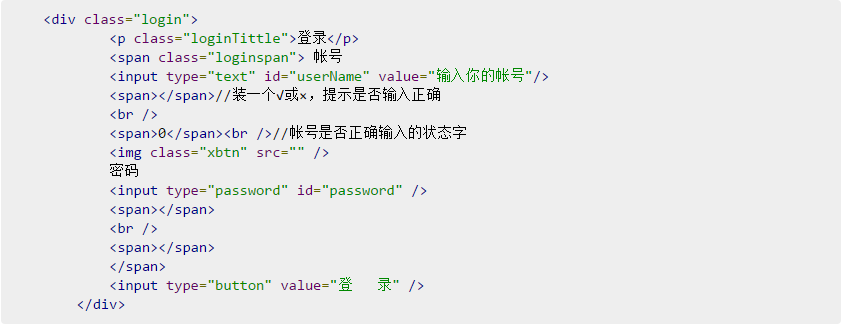 <div class="login">
<p class="loginTittle">登录</p>
<span class="loginspan"> 帐号
<input type="text" id="userName" value="输入你的帐号"/>
<span></span>//装一个√或×，提示是否输入正确
<br />
<span>0</span><br />//帐号是否正确输入的状态字
<img class="xbtn" src="" />
密码
<input type="password" id="password" />
<span></span>
<br />
<span></span>
</span>
<input type="button" value="登   录" />
</div>